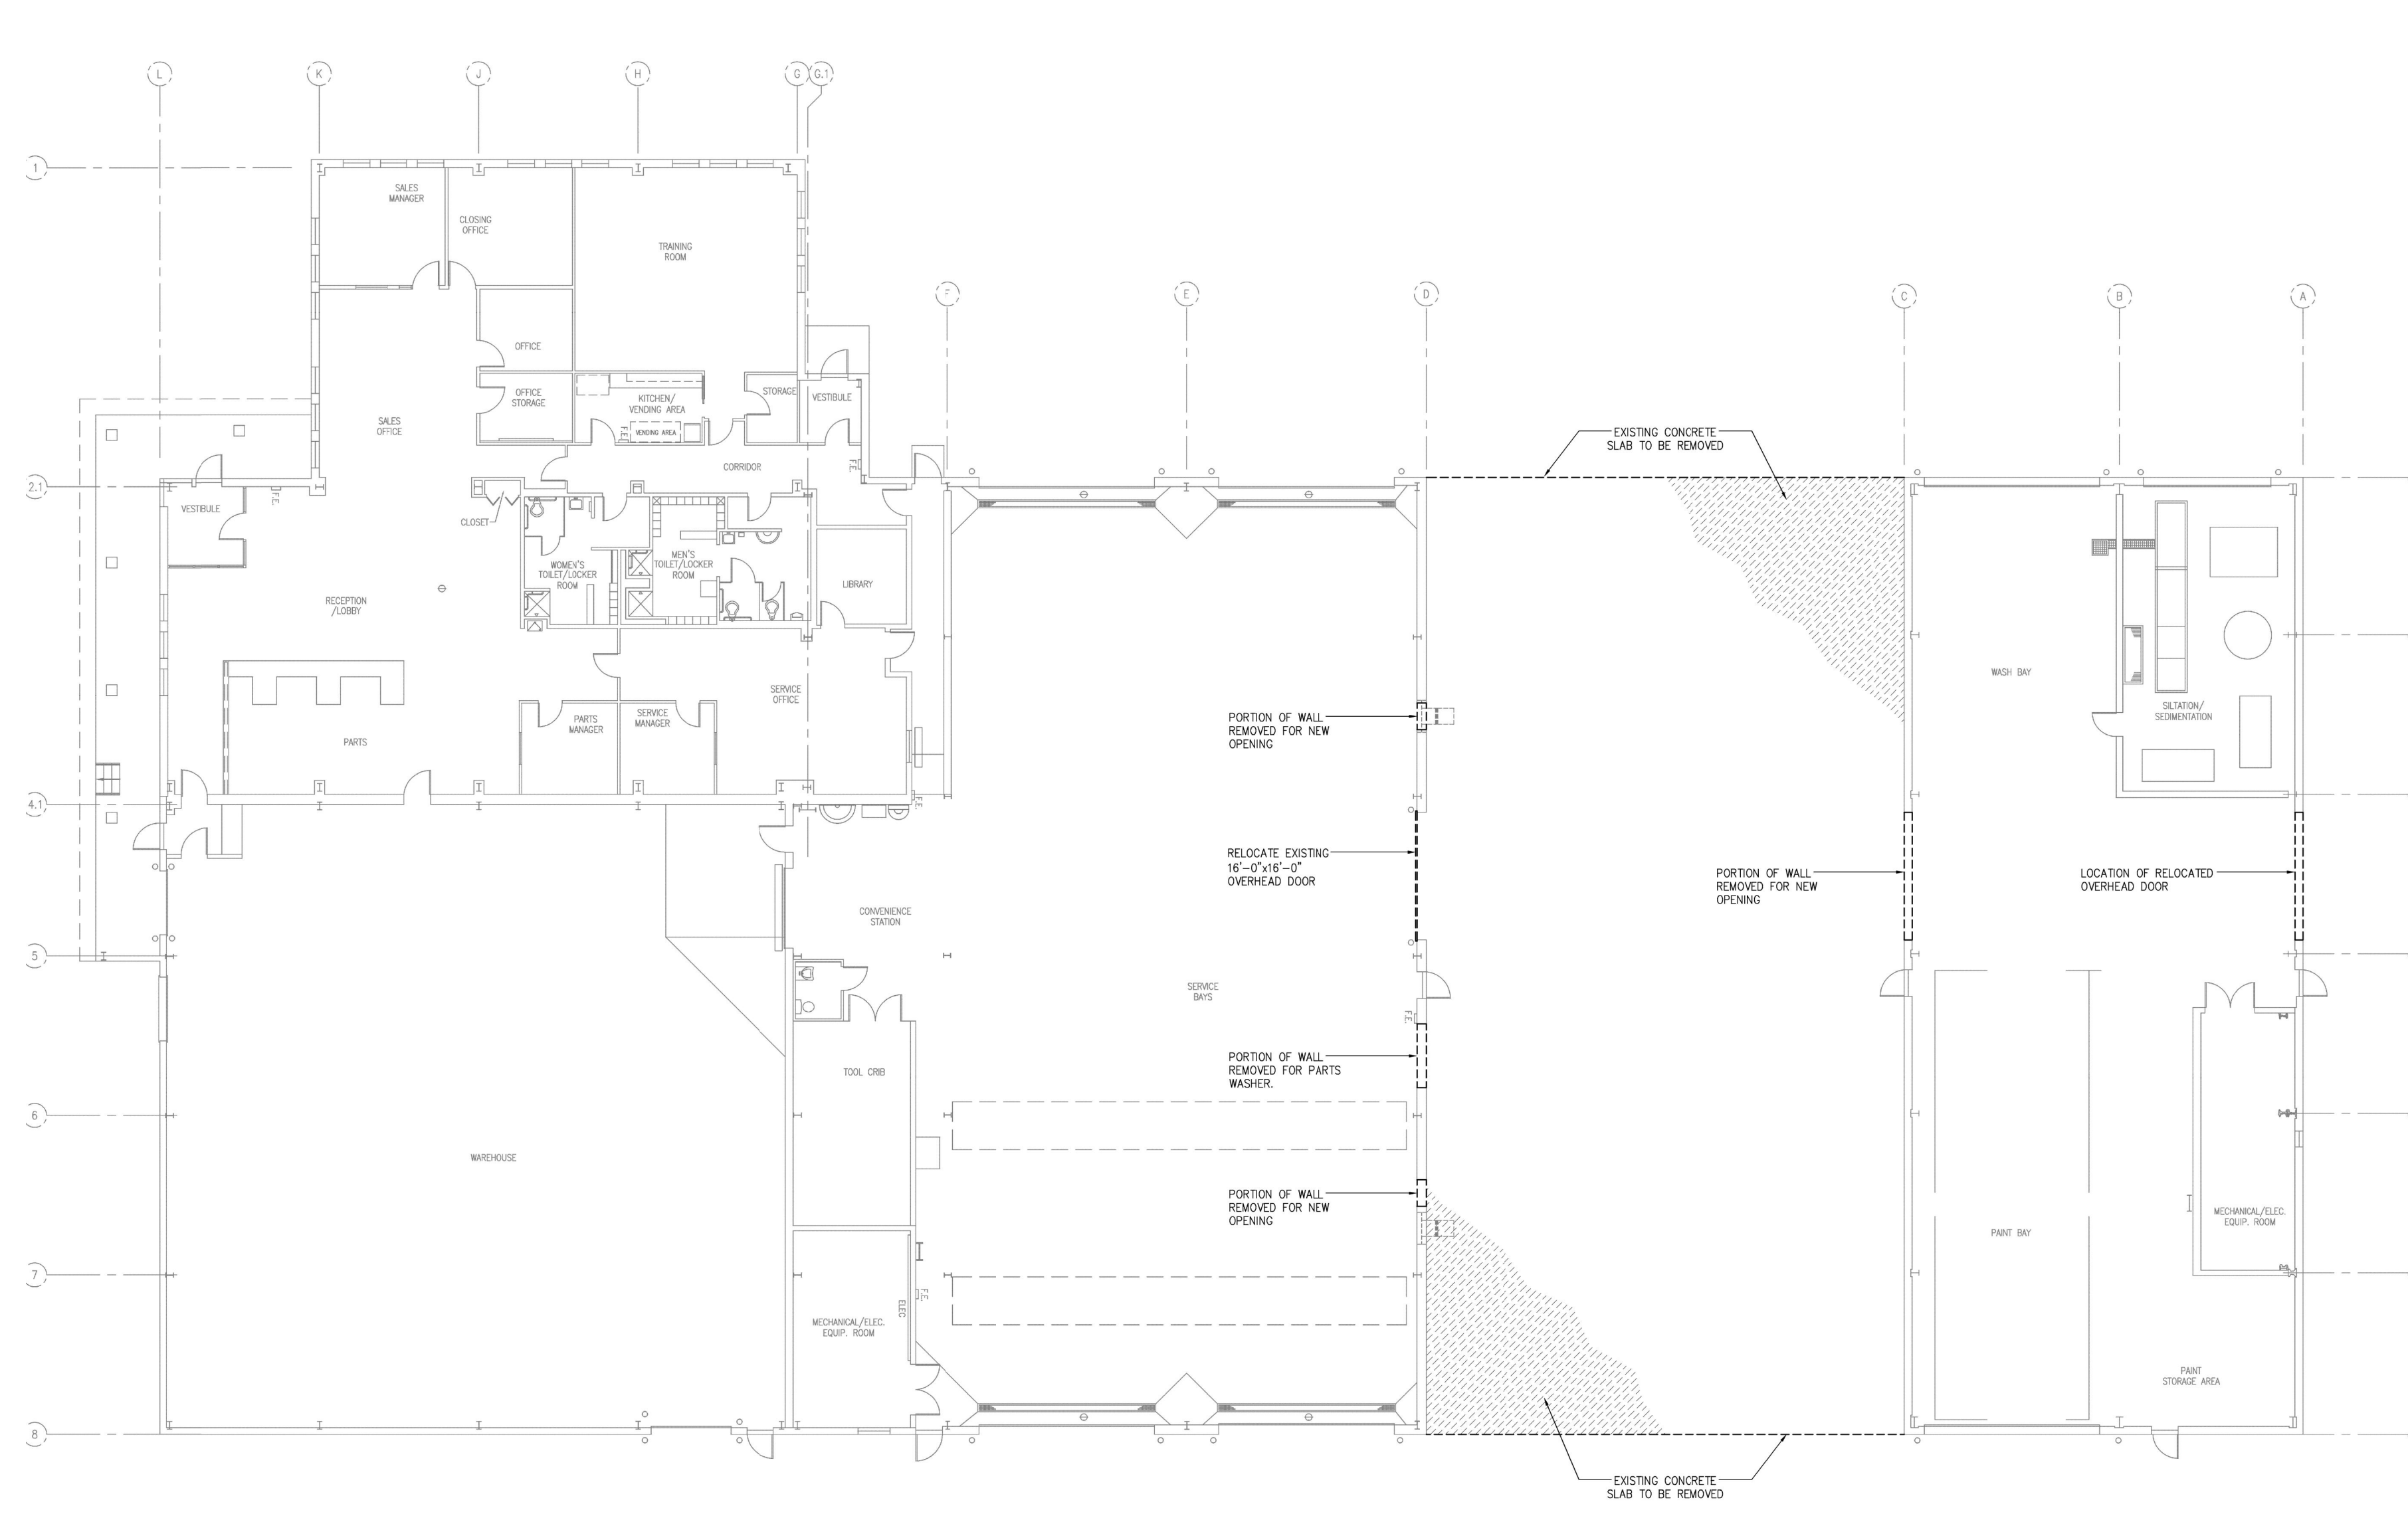 L
K
J
H
G
G.1
1
SALES
MANAGER
CLOSING
OFFICE
TRAINING
ROOM
F
E
D
C
B
A
OFFICE
OFFICE
STORAGE
KITCHEN/
VENDING AREA
VENDING AREA
F.E.
STORAGE
VESTIBULE
SALES
OFFICE
CORRIDOR
F.E.
EXISTING CONCRETE
SLAB TO BE REMOVED
2.1
VESTIBULE
F.E.
CLOSET
WOMEN'S
TOILET/LOCKER
ROOM
MEN'S
TOILET/LOCKER
ROOM
LIBRARY
RECEPTION
/LOBBY
WASH BAY
SERVICE
OFFICE
PARTS
MANAGER
SERVICE
MANAGER
PORTION OF WALL
REMOVED FOR NEW
OPENING
SILTATION/
SEDIMENTATION
PARTS
4.1
F.E.
RELOCATE EXISTING
16'-0"x16'-0"
OVERHEAD DOOR
PORTION OF WALL
REMOVED FOR NEW
OPENING
LOCATION OF RELOCATED
OVERHEAD DOOR
CONVENIENCE
STATION
5
SERVICE
BAYS
F.E.
TOOL CRIB
PORTION OF WALL
REMOVED FOR PARTS
WASHER.
6
WAREHOUSE
PORTION OF WALL
REMOVED FOR NEW
OPENING
MECHANICAL/ELEC.
EQUIP. ROOM
PAINT BAY
7
F.E.
ELEC
MECHANICAL/ELEC.
EQUIP. ROOM
PAINT
STORAGE AREA
8
EXISTING CONCRETE
SLAB TO BE REMOVED